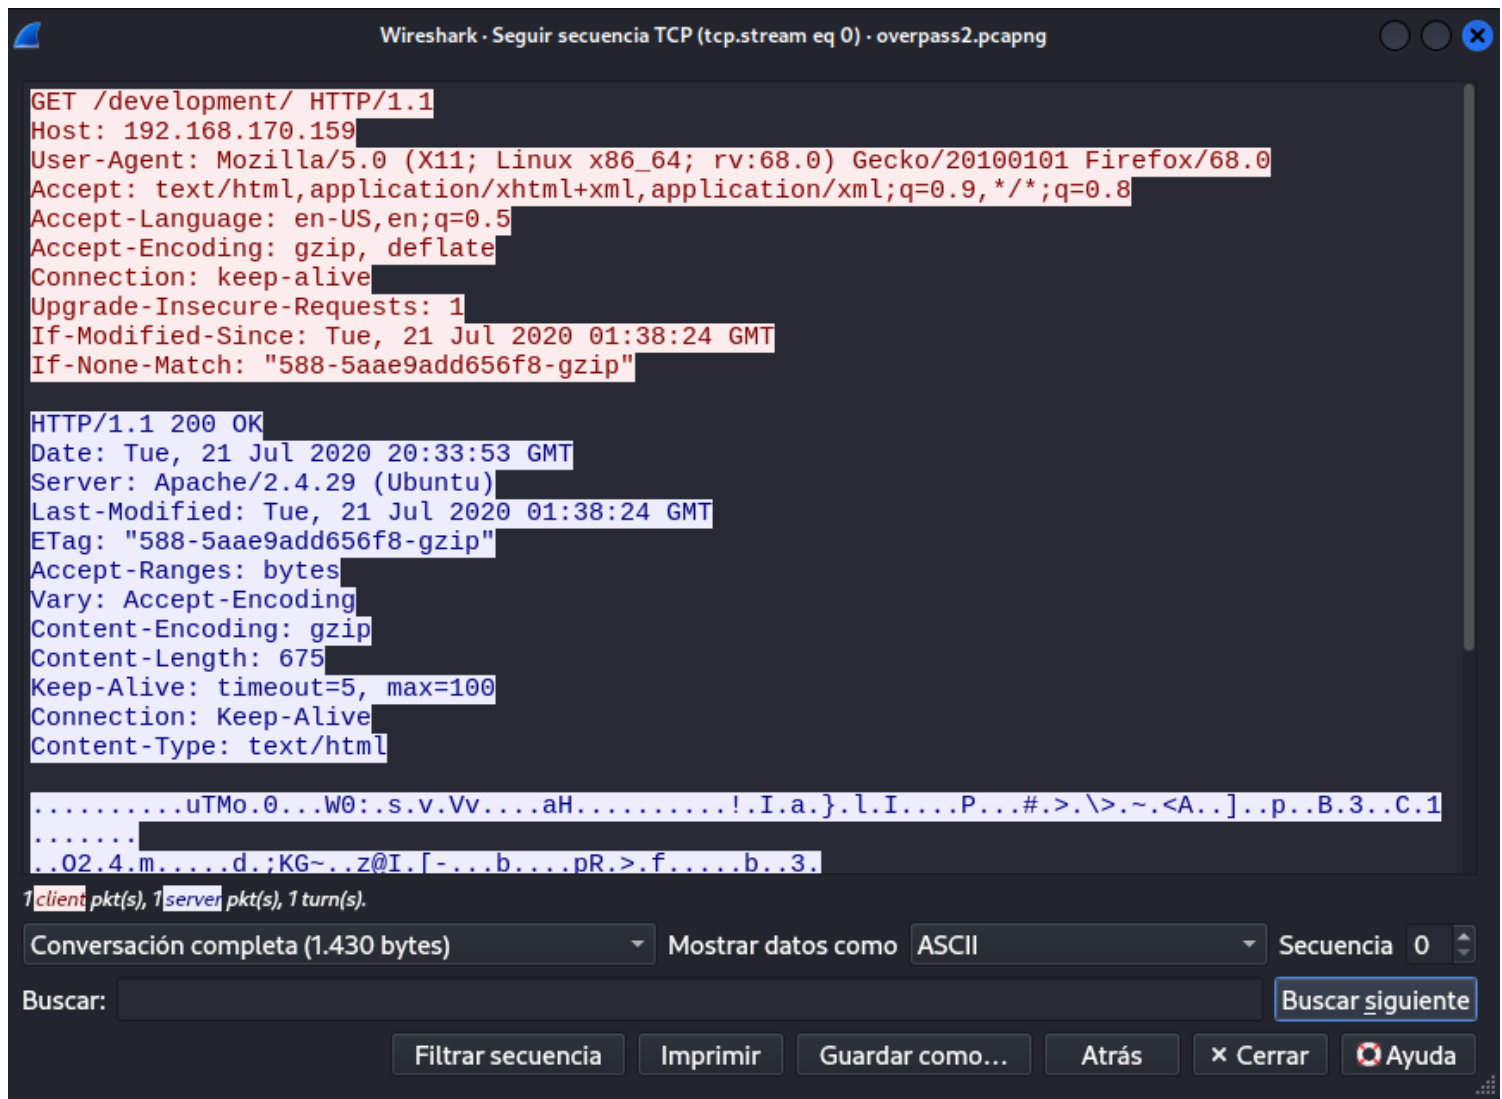 Wireshark · Seguir secuencia TCP (tcp.stream eq 0) · overpass2.pcapng
GET /development/ HTTP/1.1
Host: 192.168.170.159
User-Agent: Mozilla/5.0 (X11; Linux x86_64; rv:68.0) Gecko/20100101 Firefox/68.0
Accept: text/html,application/xhtml+xml,application/xml;q=0.9,*/*;q=0.8
Accept-Language: en-US,en;q=0.5
Accept-Encoding: gzip, deflate
Connection: keep-alive
Upgrade-Insecure-Requests: 1
If-Modified-Since: Tue, 21 Jul 2020 01:38:24 GMT
If-None-Match: "588-5aae9add656f8-gzip"
HTTP/1.1 200 OK
Date: Tue, 21 Jul 2020 20:33:53 GMT
Server: Apache/2.4.29 (Ubuntu)
Last-Modified: Tue, 21 Jul 2020 01:38:24 GMT
ETag: "588-5aae9add656f8-gzip"
Accept-Ranges: bytes
Vary: Accept-Encoding
Content-Encoding: gzip
Content-Length: 675
Keep-Alive: timeout=5, max=100
Connection: Keep-Alive
Content-Type: text/html
..........uTMo.0...W0:.s.v.Vv....aH..........!.I.a.}.l.I....P...#.>.\>.~.<A..]..p..B.3..C.1
.......
..O2.4.m.....d.;KG~..z@I.[-...b....pR.>.f.....b..3.
1 client pkt(s), 1 server pkt(s), 1 turn(s).
Conversación completa (1.430 bytes) Mostrar datos como ASCII Secuencia 0
Buscar: Buscar siguiente
Filtrar secuencia Imprimir Guardar como... Atrás × Cerrar Ayuda